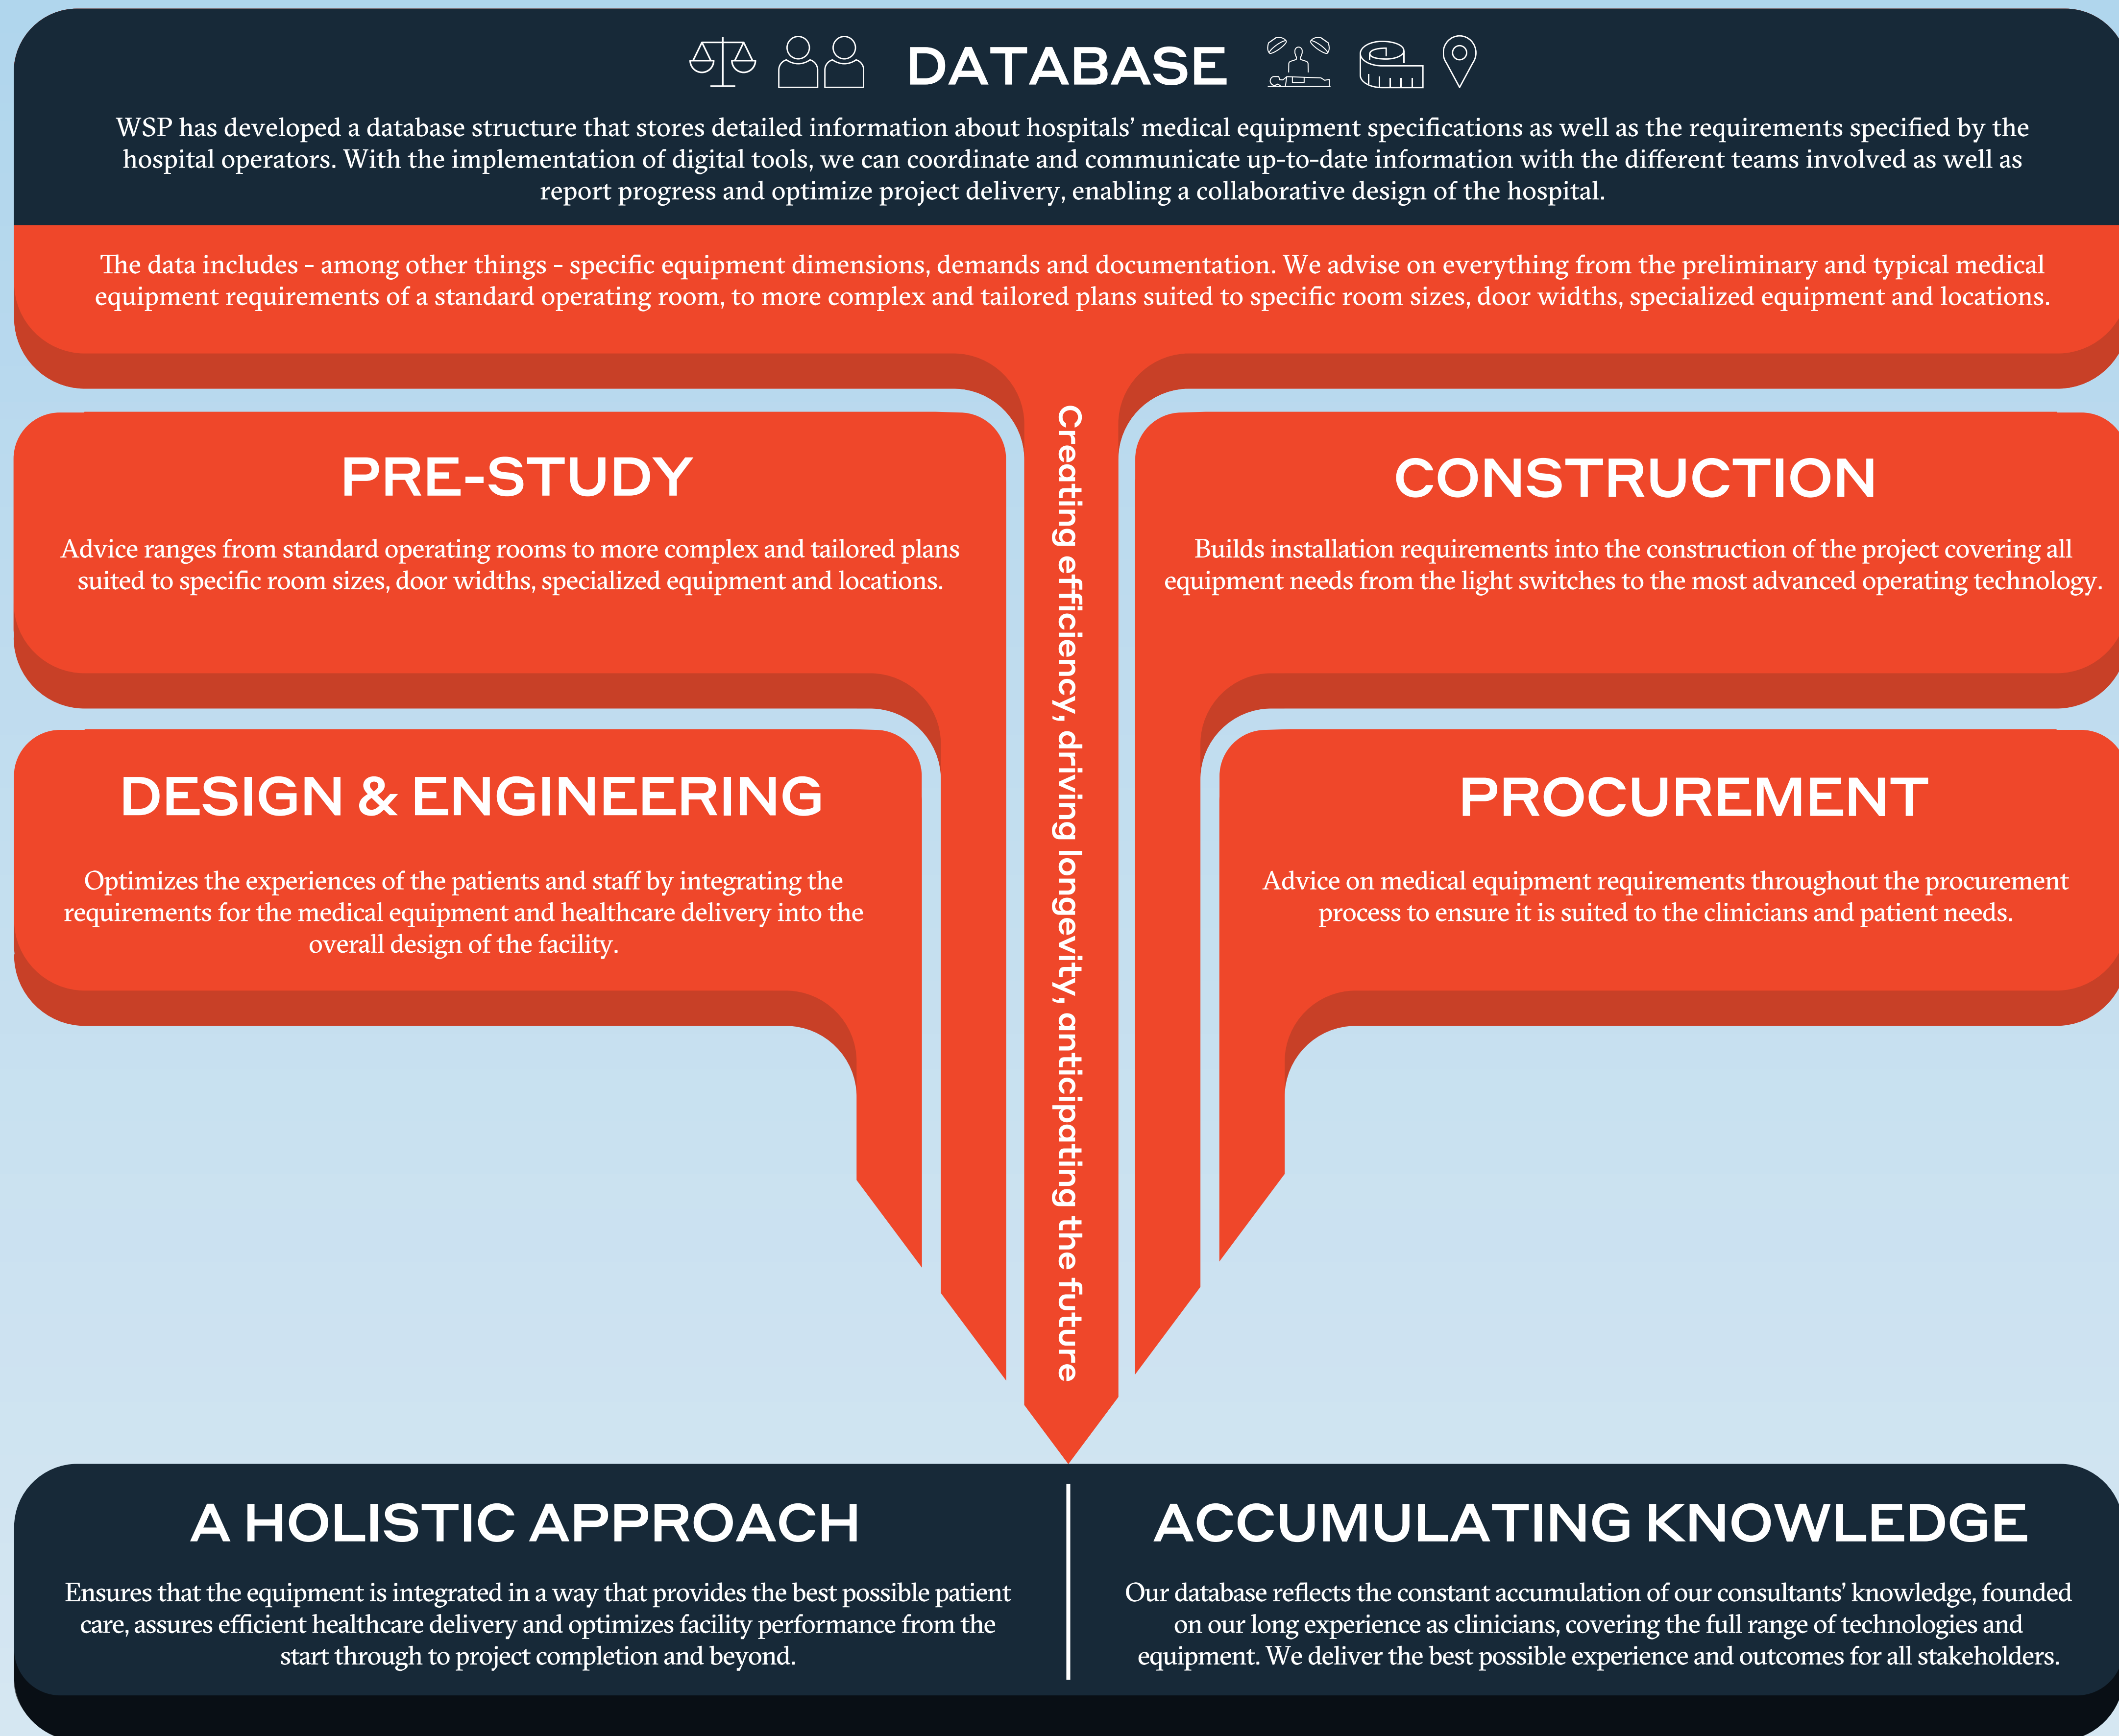 DATABASE
WSP has developed a database structure that stores detailed information about hospitals’ medical equipment specifications as well as the requirements specified by the
hospital operators. With the implementation of digital tools, we can coordinate and communicate up-to-date information with the different teams involved as well as
report progress and optimize project delivery, enabling a collaborative design of the hospital.
The data includes - among other things - specific equipment dimensions, demands and documentation. We advise on everything from the preliminary and typical medical
equipment requirements of a standard operating room, to more complex and tailored plans suited to specific room sizes, door widths, specialized equipment and locations.
PRE-STUDY
Advice ranges from standard operating rooms to more complex and tailored plans
suited to specific room sizes, door widths, specialized equipment and locations.
CONSTRUCTION
Builds installation requirements into the construction of the project covering all
equipment needs from the light switches to the most advanced operating technology.
Creating efficiency, driving longevity, anticipating the future
DESIGN & ENGINEERING
Optimizes the experiences of the patients and staff by integrating the
requirements for the medical equipment and healthcare delivery into the
overall design of the facility.
PROCUREMENT
Advice on medical equipment requirements throughout the procurement
process to ensure it is suited to the clinicians and patient needs.
A HOLISTIC APPROACH
Ensures that the equipment is integrated in a way that provides the best possible patient
care, assures efficient healthcare delivery and optimizes facility performance from the
start through to project completion and beyond.
ACCUMULATING KNOWLEDGE
Our database reflects the constant accumulation of our consultants’ knowledge, founded
on our long experience as clinicians, covering the full range of technologies and
equipment. We deliver the best possible experience and outcomes for all stakeholders.